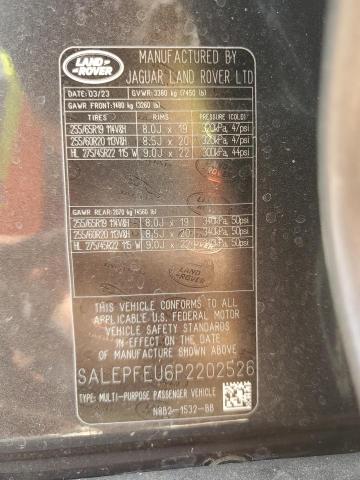 LAND
ROVER
MANUFACTURED BY
JAGUAR LAND ROVER LTD
DATE: 03/23 GVWR: 3380 kg (7450 lb)
GAWR FRONT: 1480 kg (3260 lb)
TIRES RIMS PRESSURE (COLD)
255/65R19 114V&H 8.0J x 19 320kPa, 47psi
255/60R20 113V&H 8.5J x 20 320kPa, 47psi
HL 275/45R22 115 W 9.0J x 22 300kPa, 44psi
GAWR REAR: 2070 kg (4560 lb)
255/65R19 114V&H 8.0J x 19 340kPa, 50psi
255/60R20 113V&H 8.5J x 20 340kPa, 50psi
HL 275/45R22 115 W 9.0J x 22 340kPa, 50psi
THIS VEHICLE CONFORMS TO ALL
APPLICABLE U.S. FEDERAL MOTOR
VEHICLE SAFETY STANDARDS
IN EFFECT ON THE DATE OF
MANUFACTURE SHOWN ABOVE.
SALEPFEU6P2202526
TYPE: MULTI-PURPOSE PASSENGER VEHICLE
N8B2-1532-BB